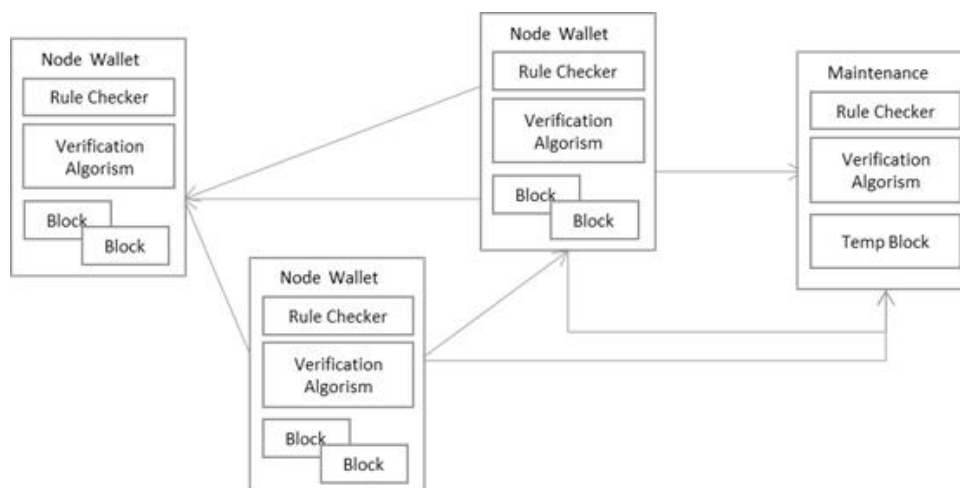 Node Wallet
Rule Checker
Verification
Algorism
Block
Block
Node Wallet
Rule Checker
Verification
Algorism
Block
Block
Node Wallet
Rule Checker
Verification
Algorism
Block
Block
Maintenance
Rule Checker
Verification
Algorism
Temp Block